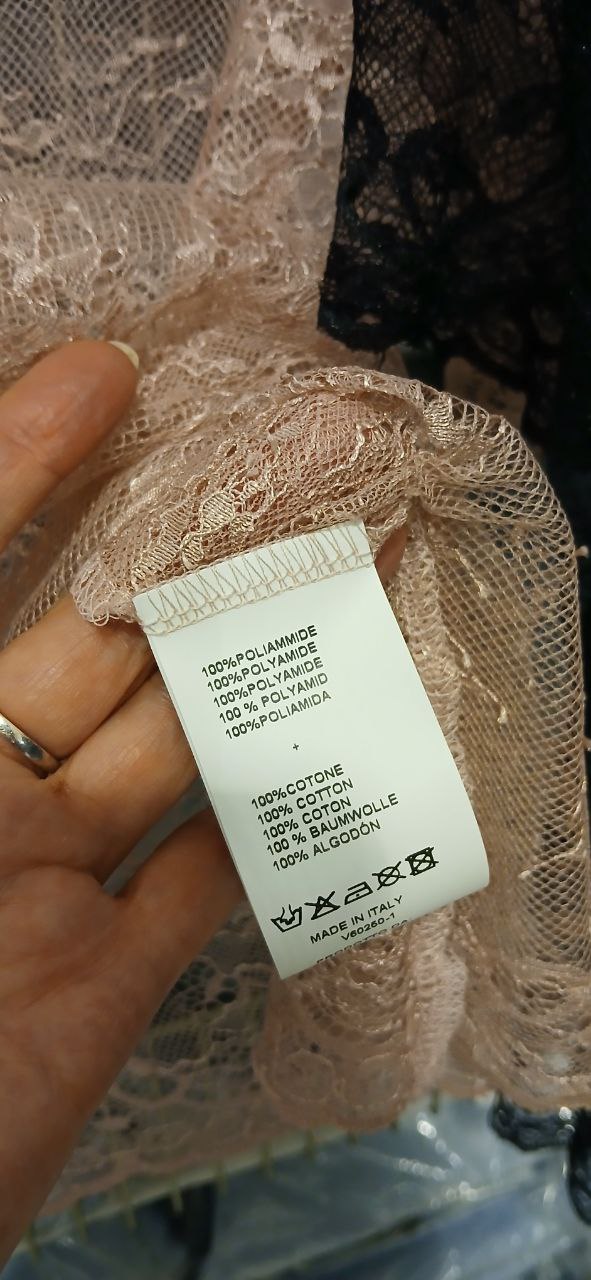 100%POLIAMMIDE
100%POLYAMIDE
100%POLYAMIDE
100 % POLYAMID
100%POLIAMIDA
+
100%COTONE
100% COTTON
100% COTON
100 % BAUMWOLLE
100% ALGODÓN
MADE IN ITALY
V60260-1